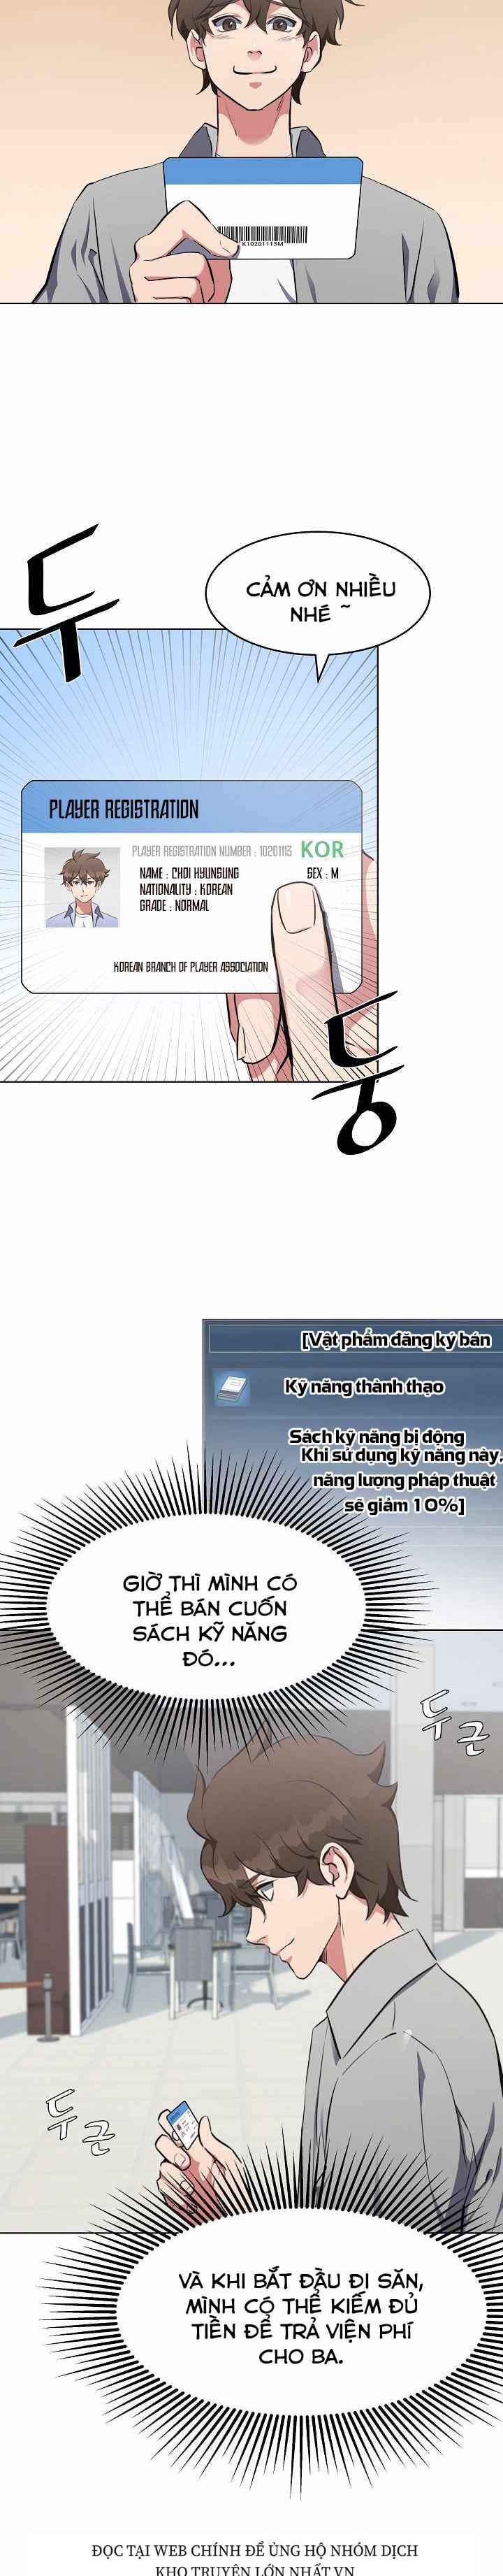 K10201113M
두
CẢM ƠN NHIỀU
NHÉ ~
PLAYER REGISTRATION
PLAYER REGISTRATION NUMBER : 10201113 KOR
NAME : CHOI HYUNSUNG SEX : M
NATIONALITY : KOREAN
GRADE : NORMAL
KOREAN BRANCH OF PLAYER ASSOCIATION
둥
[Vật phẩm đăng ký bán
Kỹ năng thành thạo
Sách kỹ năng bị động
Khi sử dụng kỹ năng này,
năng lượng pháp thuật
sẽ giảm 10%]
GIỜ THÌ MÌNH CÓ
THỂ BÁN CUỐN
SÁCH KỸ NĂNG
ĐÓ...
두
근
두
근
VÀ KHI BẮT ĐẦU ĐI SĂN,
MÌNH CÓ THỂ KIẾM ĐỦ
TIỀN ĐỂ TRẢ VIỆN PHÍ
CHO BA.
ĐỌC TẠI WEB CHÍNH ĐỂ ỦNG HỘ NHÓM DỊCH
KHO TRUYỆN LỚN NHẤT VN